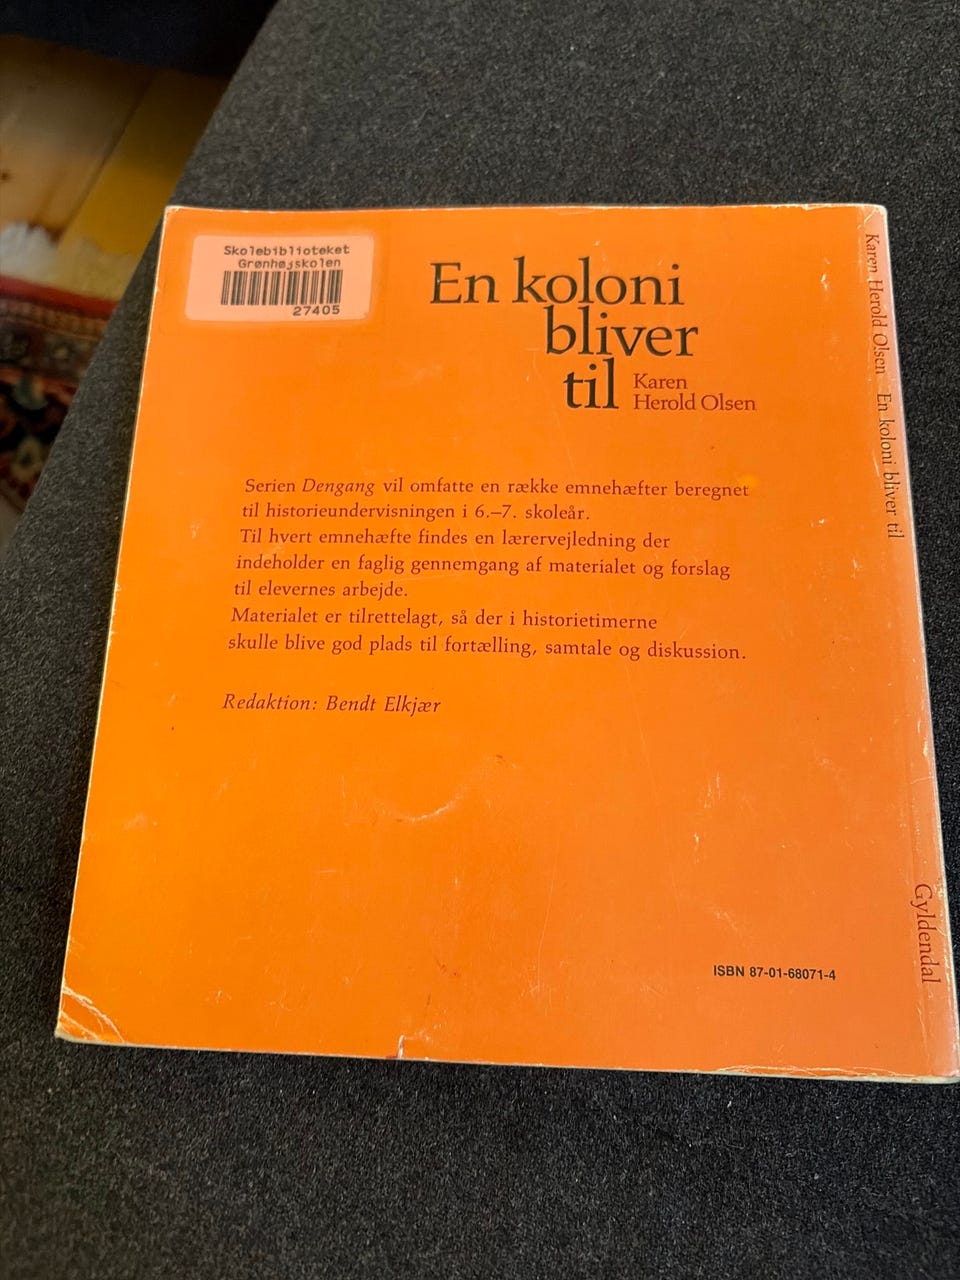 Skolebiblioteket
Grønhøjskolen
27405
En koloni
bliver
til
Karen
Herold Olsen
Serien Dengang vil omfatte en række emnehæfter beregnet
til historieundervisningen i 6.–7. skoleår.
Til hvert emnehæfte findes en lærervejledning der
indeholder en faglig gennemgang af materialet og forslag
til elevernes arbejde.
Materialet er tilrettelagt, så der i historietimerne
skulle blive god plads til fortælling, samtale og diskussion.
Redaktion: Bendt Elkjær
ISBN 87-01-68071-4
Karen Herold Olsen En koloni bliver til
Gyldendal